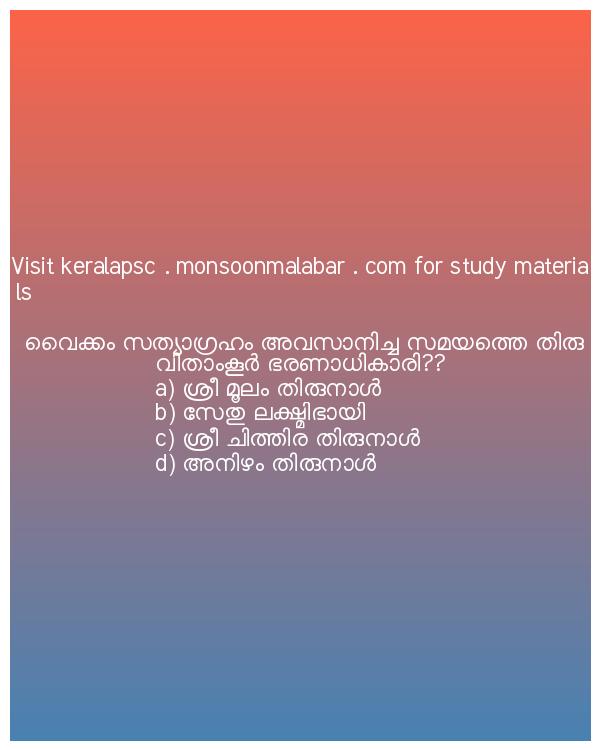 Visit keralapsc . monsoonmalabar . com for study materia
ls
വൈക്കം സത്യാഗ്രഹം അവസാനിച്ച സമയത്തെ തിരു
വിതാംകൂർ ഭരണാധികാരി??
a) ശ്രീ മൂലം തിരുനാൾ
b) സേതു ലക്ഷ്മിഭായി
c) ശ്രീ ചിത്തിര തിരുനാൾ
d) അനിഴം തിരുനാൾ